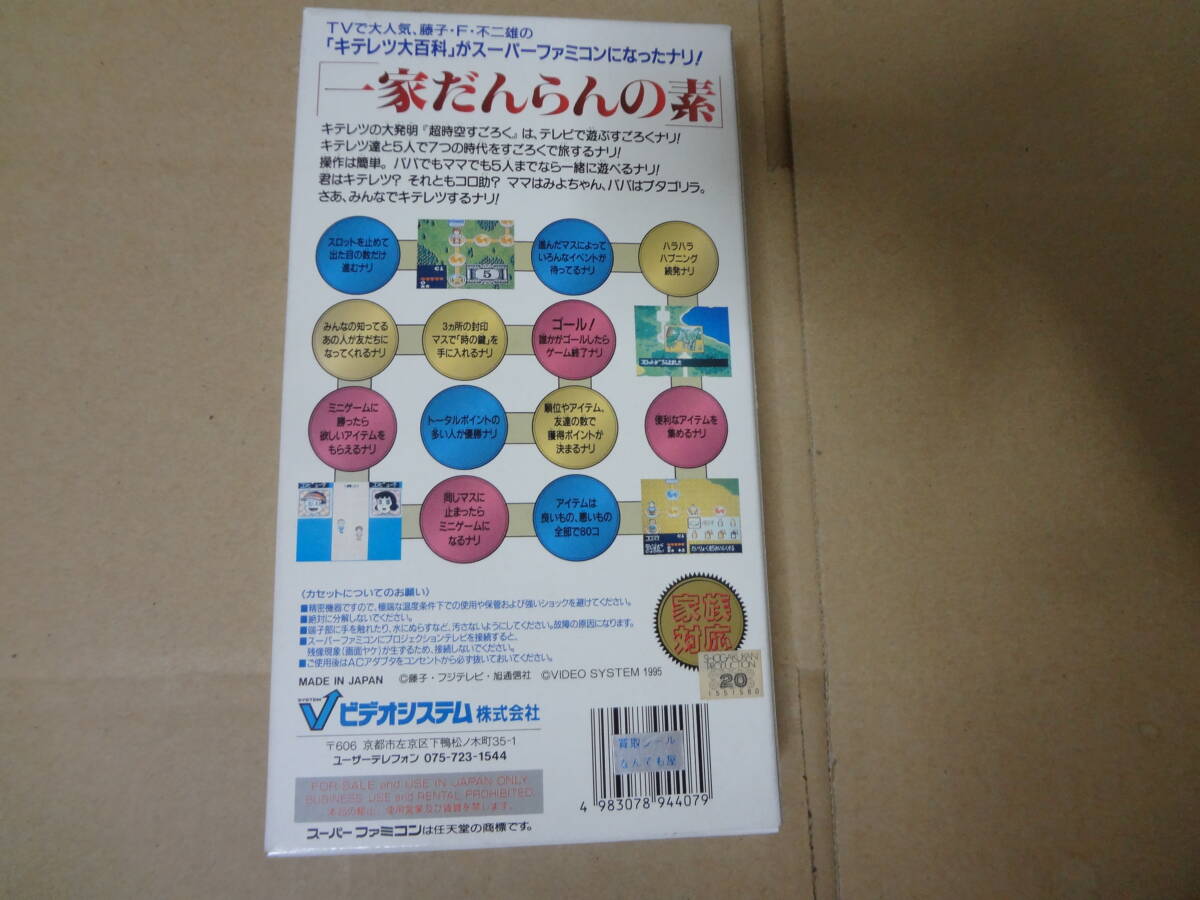 TVで大人気、藤子・F・不二雄の
「キテレツ大百科」がスーパーファミコンになったナリ!
「一家だんらんの素」
キテレツの大発明『超時空すごろく』は、テレビで遊ぶすごろくナリ!
キテレツ達と5人で7つの時代をすごろくで旅するナリ!
操作は簡単。パパでもママでも5人までなら一緒に遊べるナリ!
君はキテレツ? それともコロ助? ママはみよちゃん、パパはブタゴリラ。
さあ、みんなでキテレツするナリ!
スロットを止めて
出た目の数だけ
進むナリ
5
進んだマスによって
いろんなイベントが
待ってるナリ
ハラハラ
ハプニング
続発ナリ
みんなの知ってる
あの人が友だちに
なってくれるナリ
3ヵ所の封印
マスで「時の鍵」を
手に入れるナリ
ゴール!
誰かがゴールしたら
ゲーム終了ナリ
ミニゲームに
勝ったら
欲しいアイテムを
もらえるナリ
トータルポイントの
多い人が優勝ナリ
順位やアイテム、
友達の数で
獲得ポイントが
決まるナリ
便利なアイテムを
集めるナリ
コンピュータ
コンピュータ
同じマスに
止まったら
ミニゲームに
なるナリ
アイテムは
良いもの、悪いもの
全部で80コ
〈カセットについてのお願い〉
■精密機器ですので、極端な温度条件下での使用や保管および強いショックを避けてください。
■絶対に分解しないでください。
■端子部に手を触れたり、水にぬらすなど、汚さないようにしてください。故障の原因になります。
■スーパーファミコンにプロジェクションテレビを接続すると、
残像現象(画面ヤケ)が生ずるため、接続しないでください。
■ご使用後はACアダプタをコンセントから必ず抜いておいてください。
家族
対応
SHOGAKUKAN
PRODUCTION
20
1551580
MADE IN JAPAN ©藤子・フジテレビ・旭通信社 ©VIDEO SYSTEM 1995
SYSTEM
V ビデオシステム株式会社
〒606 京都市左京区下鴨松ノ木町35-1
ユーザーテレフォン 075-723-1544
FOR SALE and USE IN JAPAN ONLY
BUSINESS USE and RENTAL PROHIBITED.
本品の輸出、使用営業及び賃貸を禁じます。
スーパーファミコンは任天堂の商標です。
買取シール
なんでも屋
4 983078 944079